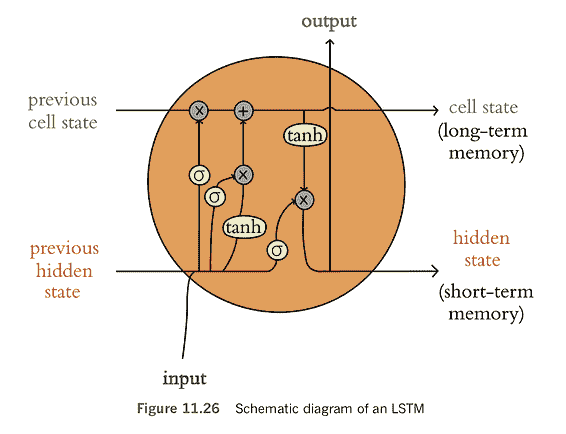 output
previous
cell state
x
+
cell state
(long-term
memory)
tanh
σ
x
σ
x
tanh
σ
previous
hidden
state
hidden
state
(short-term
memory)
input
Figure 11.26 Schematic diagram of an LSTM